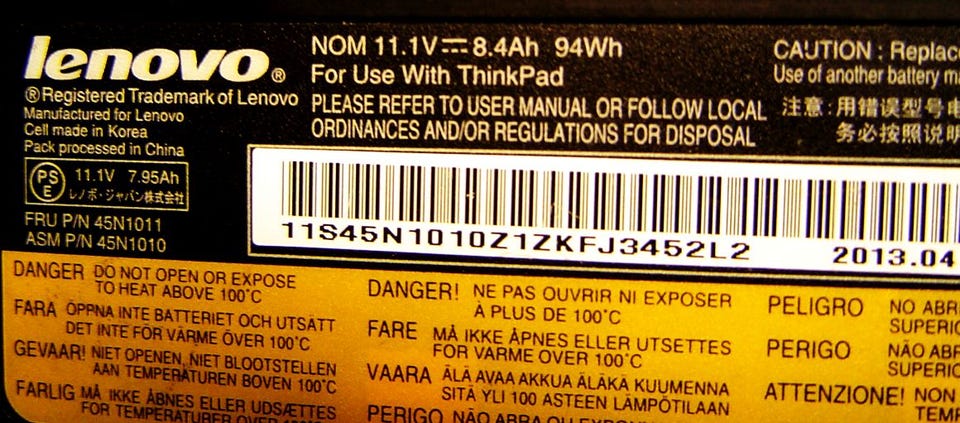 lenovo®
®Registered Trademark of Lenovo
Manufactured for Lenovo
Cell made in Korea
Pack processed in China
PS E 11.1V 7.95Ah
レノボ・ジャパン株式会社
FRU P/N 45N1011
ASM P/N 45N1010
NOM 11.1V⎓8.4Ah 94Wh
For Use With ThinkPad
PLEASE REFER TO USER MANUAL OR FOLLOW LOCAL
ORDINANCES AND/OR REGULATIONS FOR DISPOSAL
CAUTION : Replace
Use of another battery ma
注意：用错误型号电
务必按照说明
11S45N1010Z1ZKFJ3452L2 2013.04
DANGER DO NOT OPEN OR EXPOSE
TO HEAT ABOVE 100°C
FARA ÖPPNA INTE BATTERIET OCH UTSÄTT
DET INTE FÖR VÄRME ÖVER 100°C
GEVAAR! NIET OPENEN, NIET BLOOTSTELLEN
AAN TEMPERATUREN BOVEN 100°C
FARLIG MÅ IKKE ÅBNES ELLER UDSÆTTES
FOR TEMPERATURER OVER 100°C
DANGER! NE PAS OUVRIR NI EXPOSER
À PLUS DE 100°C
FARE MÅ IKKE ÅPNES ELLER UTSETTES
FOR VARME OVER 100°C
VAARA ÄLÄ AVAA AKKUA ÄLÄKÄ KUUMENNA
SITÄ YLI 100 ASTEEN LÄMPÖTILAAN
PERIGO NÃO ABRA OU EXPONHA
PELIGRO NO ABRI
SUPERIO
PERIGO NÃO ABR
SUPERIO
ATTENZIONE! NON
TEMP